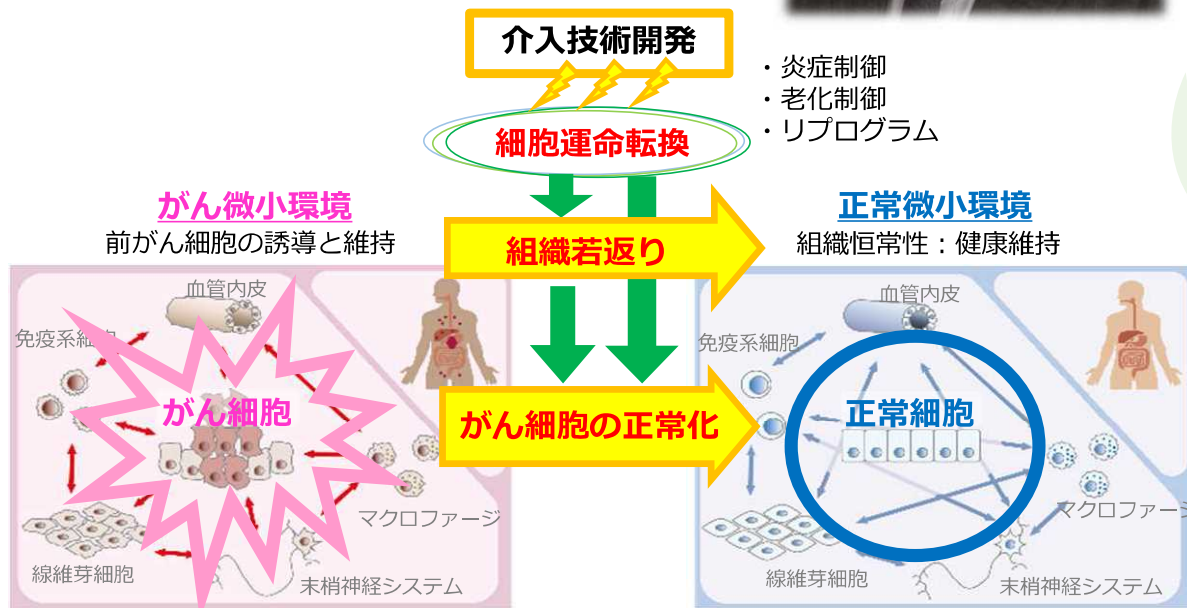 介入技術開発
・炎症制御
・老化制御
・リプログラム
細胞運命転換
がん微小環境
前がん細胞の誘導と維持
組織若返り
正常微小環境
組織恒常性：健康維持
血管内皮
免疫系細胞
がん細胞
マクロファージ
線維芽細胞
末梢神経システム
がん細胞の正常化
血管内皮
免疫系細胞
正常細胞
マクロファージ
線維芽細胞
末梢神経システム